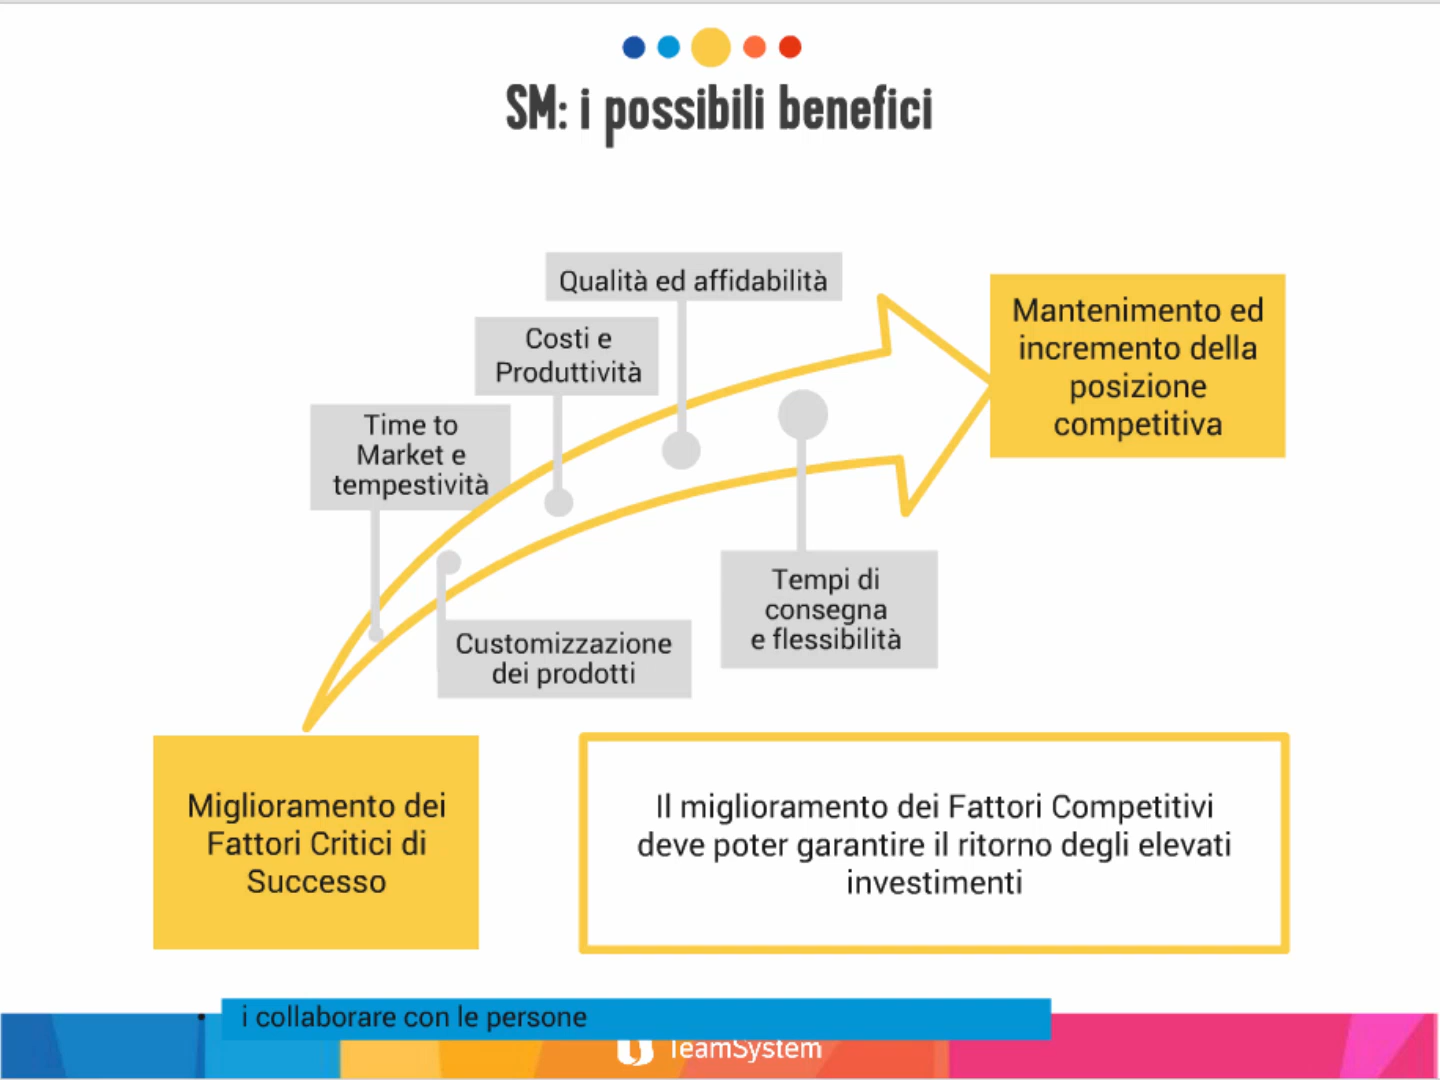 SM: i possibili benefici
Qualità ed affidabilità
Costi e
Produttività
Time to
Market e
tempestività
Mantenimento ed
incremento della
posizione
competitiva
Customizzazione
dei prodotti
Tempi di
consegna
e flessibilità
Miglioramento dei
Fattori Critici di
Successo
Il miglioramento dei Fattori Competitivi
deve poter garantire il ritorno degli elevati
investimenti
i collaborare con le persone
TeamSystem